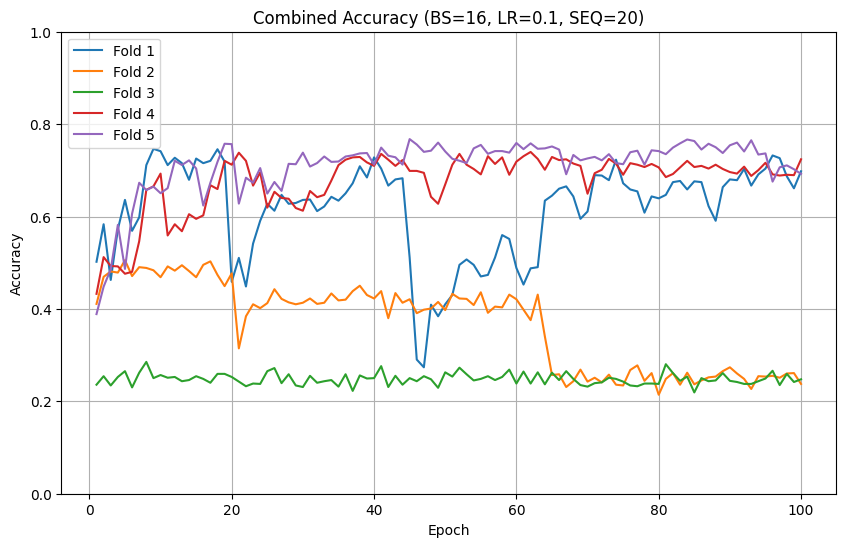 Combined Accuracy (BS=16, LR=0.1, SEQ=20)
Fold 1
Fold 2
Fold 3
Fold 4
Fold 5
Accuracy
1.0
0.8
0.6
0.4
0.2
0.0
0 20 40 60 80 100
Epoch